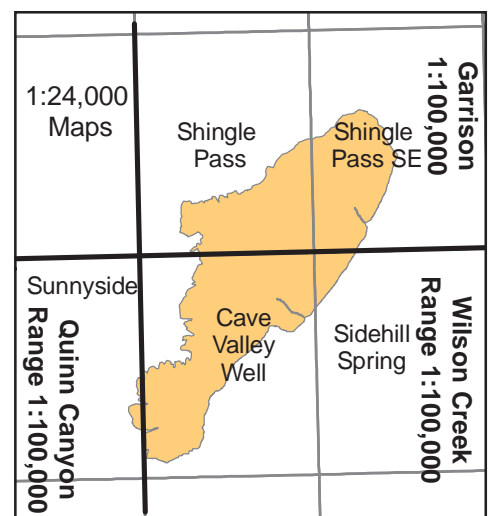 1:24,000
Maps
Shingle
Pass
Shingle
Pass SE
Garrison
1:100,000
Sunnyside
Quinn Canyon
Range 1:100,000
Cave
Valley
Well
Sidehill
Spring
Wilson Creek
Range 1:100,000